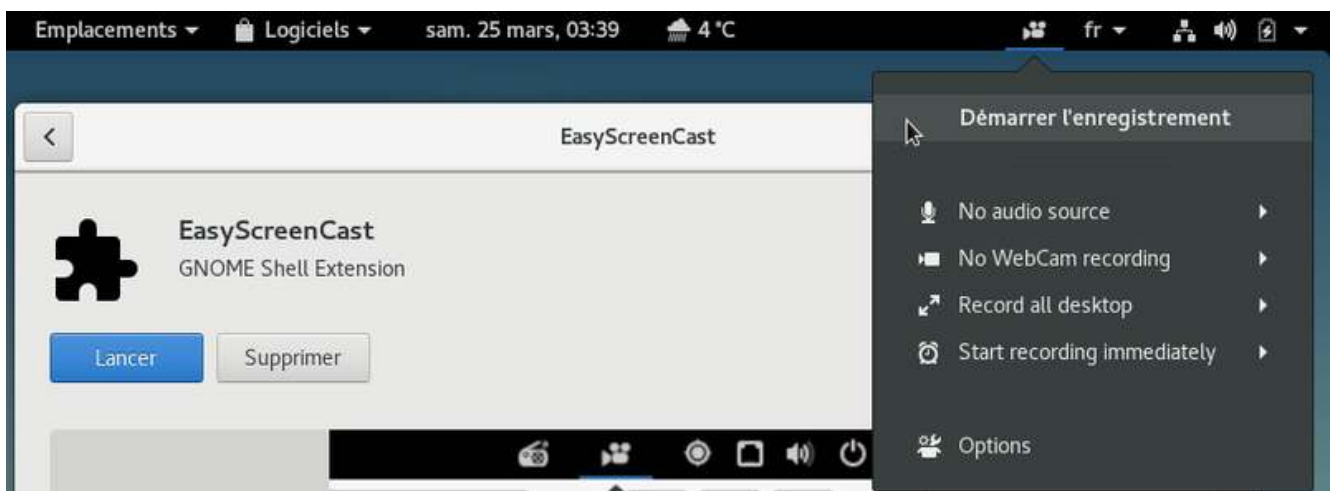 Emplacements Logiciels sam. 25 mars, 03:39 4 °C fr
EasyScreenCast
Démarrer l'enregistrement
EasyScreenCast
GNOME Shell Extension
Lancer Supprimer
No audio source
No WebCam recording
Record all desktop
Start recording immediately
Options